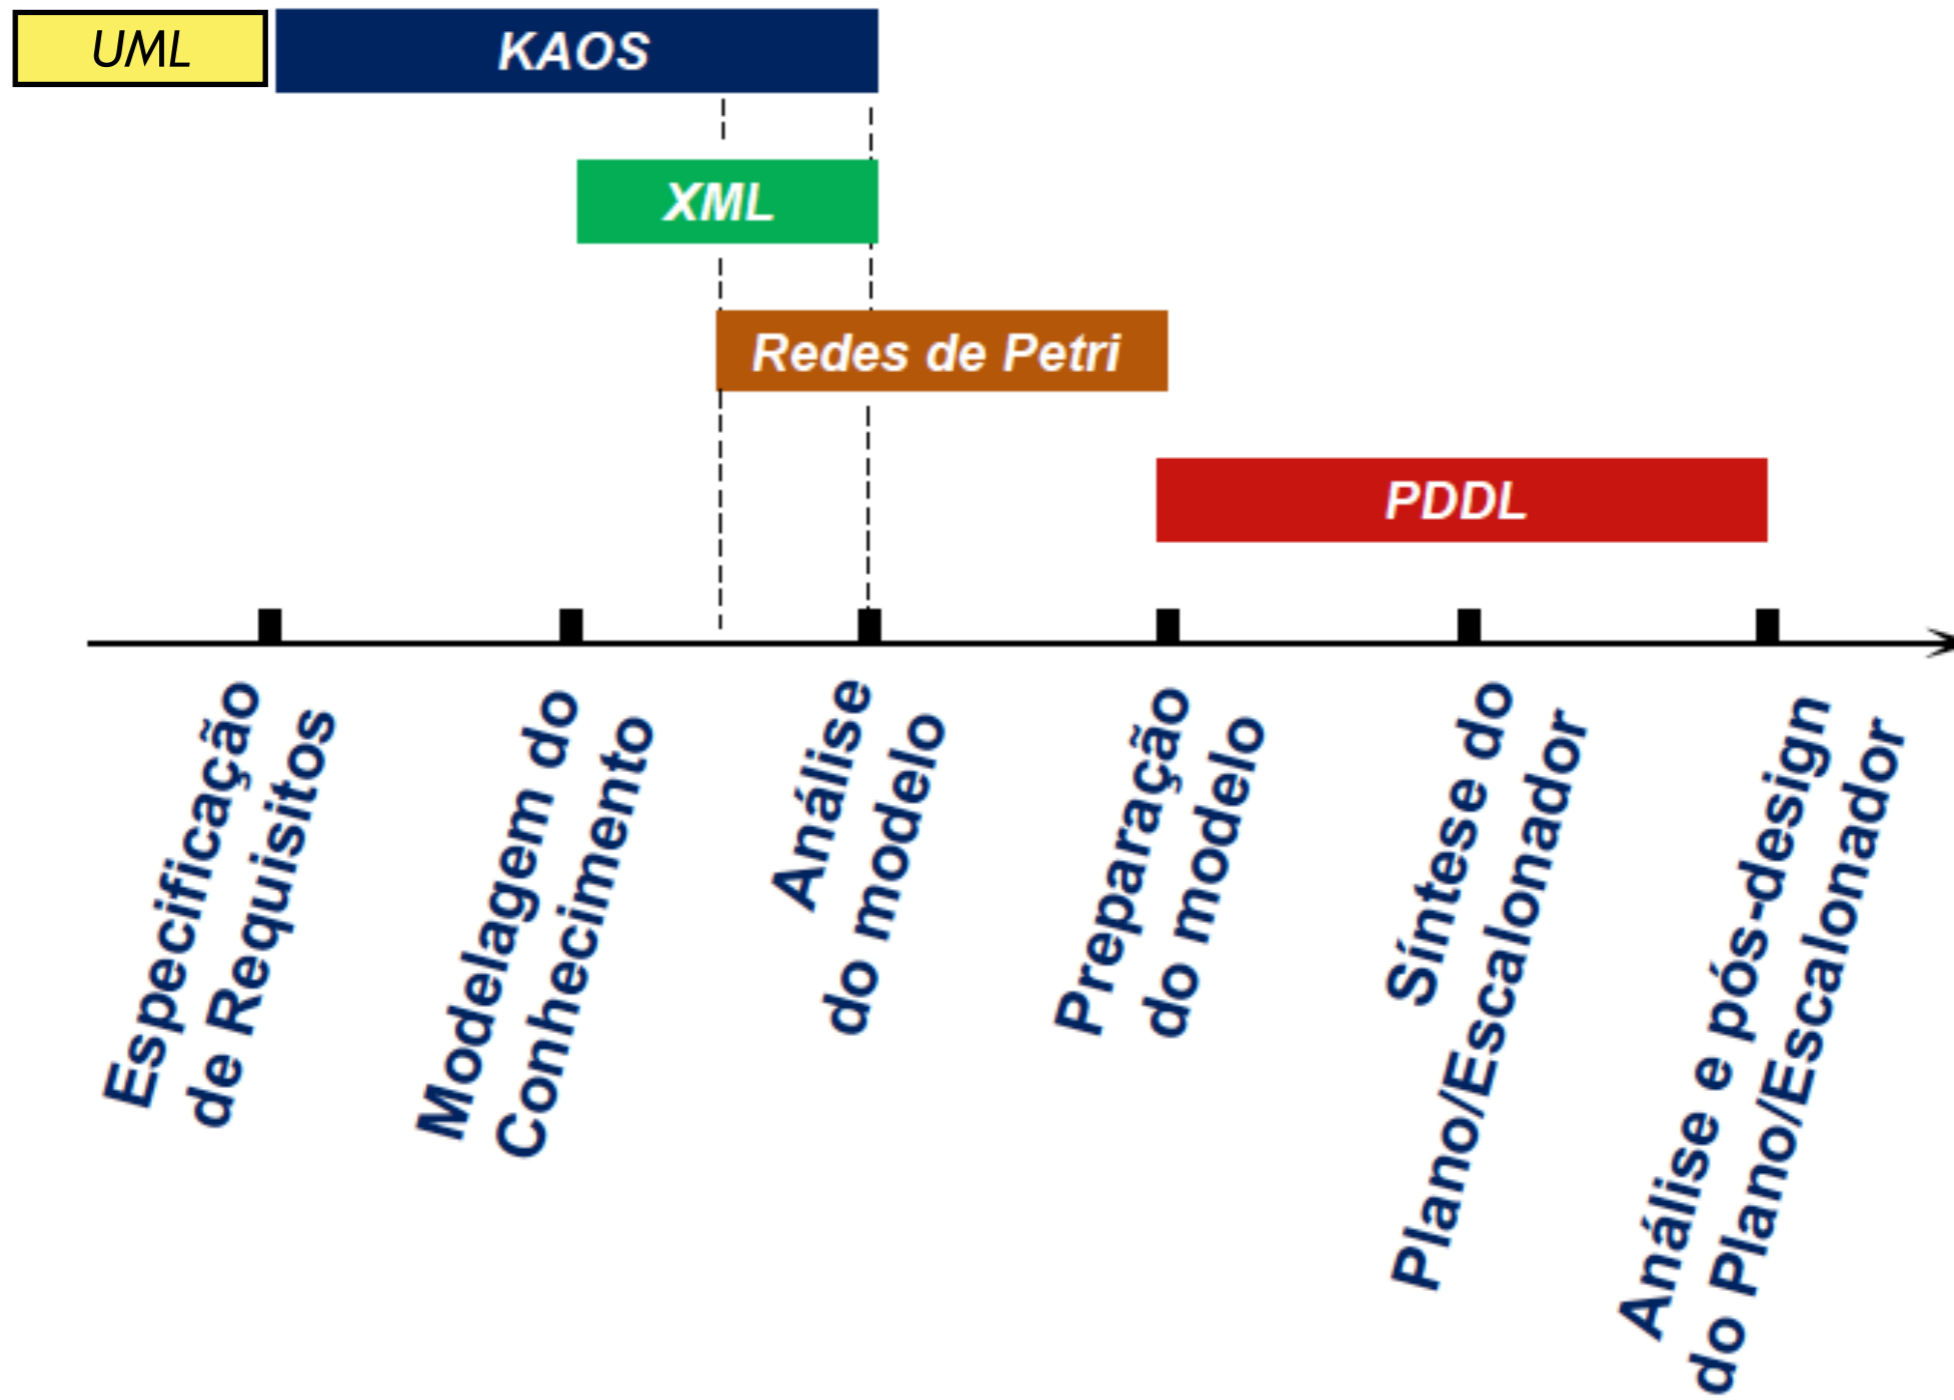 UML
KAOS
XML
Redes de Petri
PDDL
Especificação
de Requisitos
Modelagem do
Conhecimento
Análise
do modelo
Preparação
do modelo
Síntese do
Plano/Escalonador
Análise e pós-design
do Plano/Escalonador